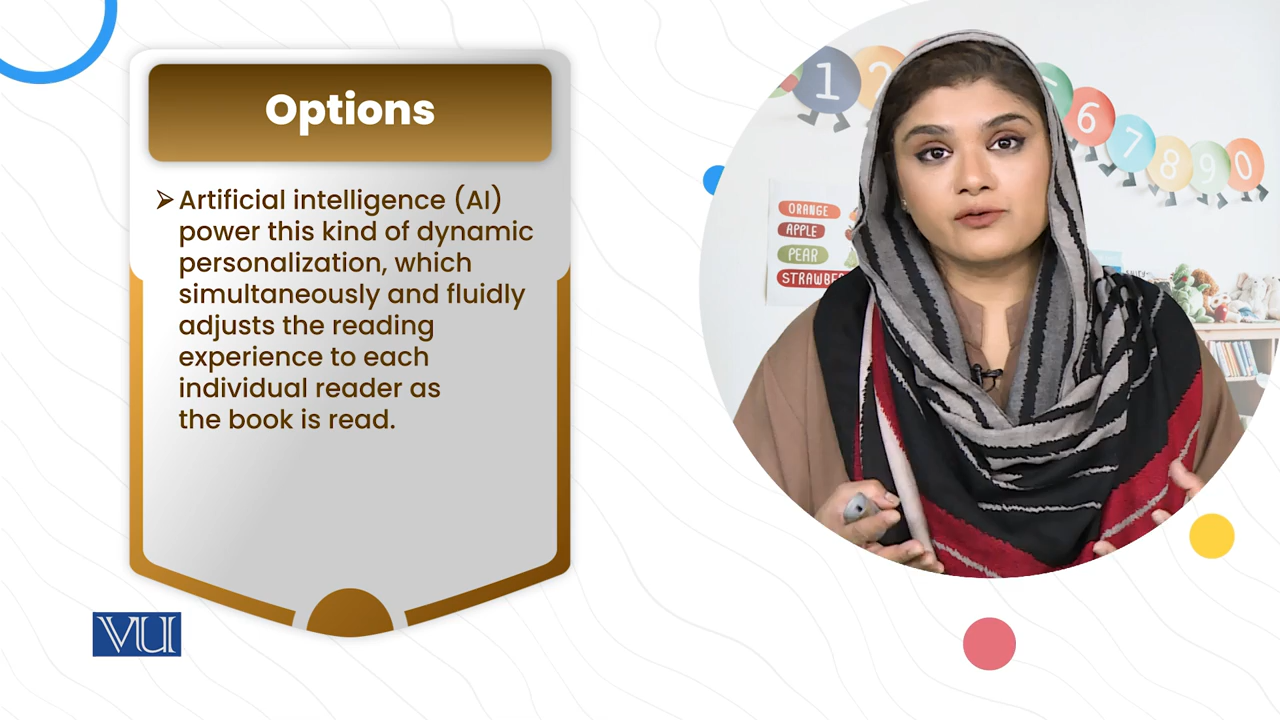 Options
➢ Artificial intelligence (AI)
power this kind of dynamic
personalization, which
simultaneously and fluidly
adjusts the reading
experience to each
individual reader as
the book is read.
VU
1 2 6 7 8 9 0
ORANGE
APPLE
PEAR